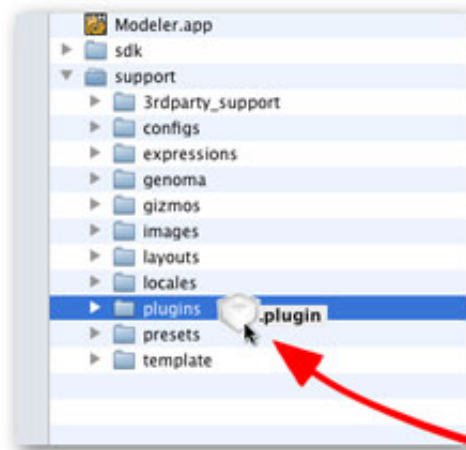 Modeler.app
sdk
support
3rdparty_support
configs
expressions
genoma
gizmos
images
layouts
locales
plugins .plugin
presets
template